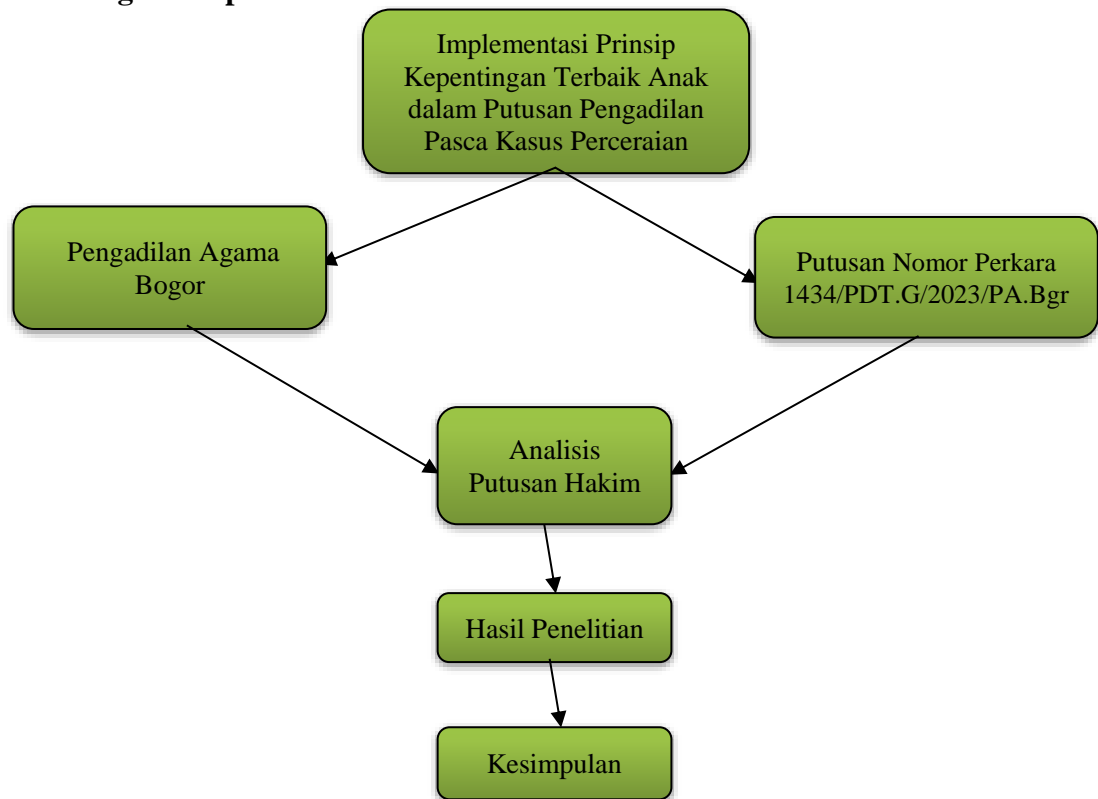 Implementasi Prinsip
Kepentingan Terbaik Anak
dalam Putusan Pengadilan
Pasca Kasus Perceraian
Pengadilan Agama
Bogor
Putusan Nomor Perkara
1434/PDT.G/2023/PA.Bgr
Analisis
Putusan Hakim
Hasil Penelitian
Kesimpulan